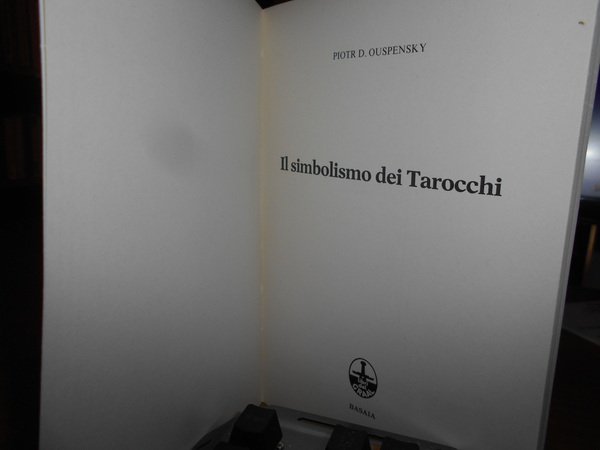 PIOTR D. OUSPENSKY
Il simbolismo dei Tarocchi
BASAIA